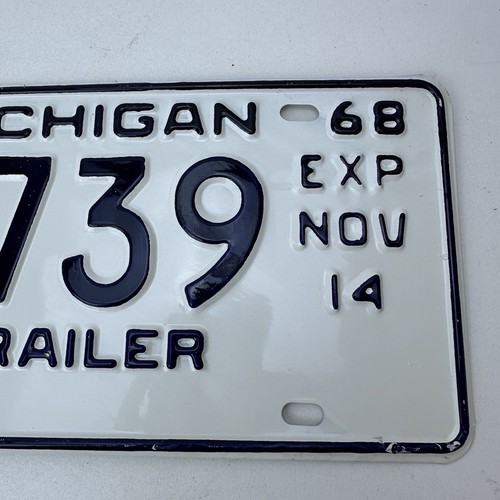 CHIGAN 68
739 EXP
NOV
14
RAILER